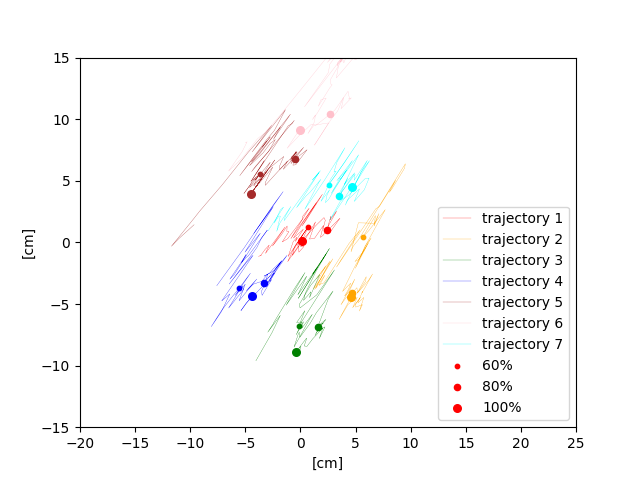 15
10
5
0
−5
−10
−15
[cm]
−20
−15
−10
−5
0
5
10
15
20
25
[cm]
trajectory 1
trajectory 2
trajectory 3
trajectory 4
trajectory 5
trajectory 6
trajectory 7
60%
80%
100%